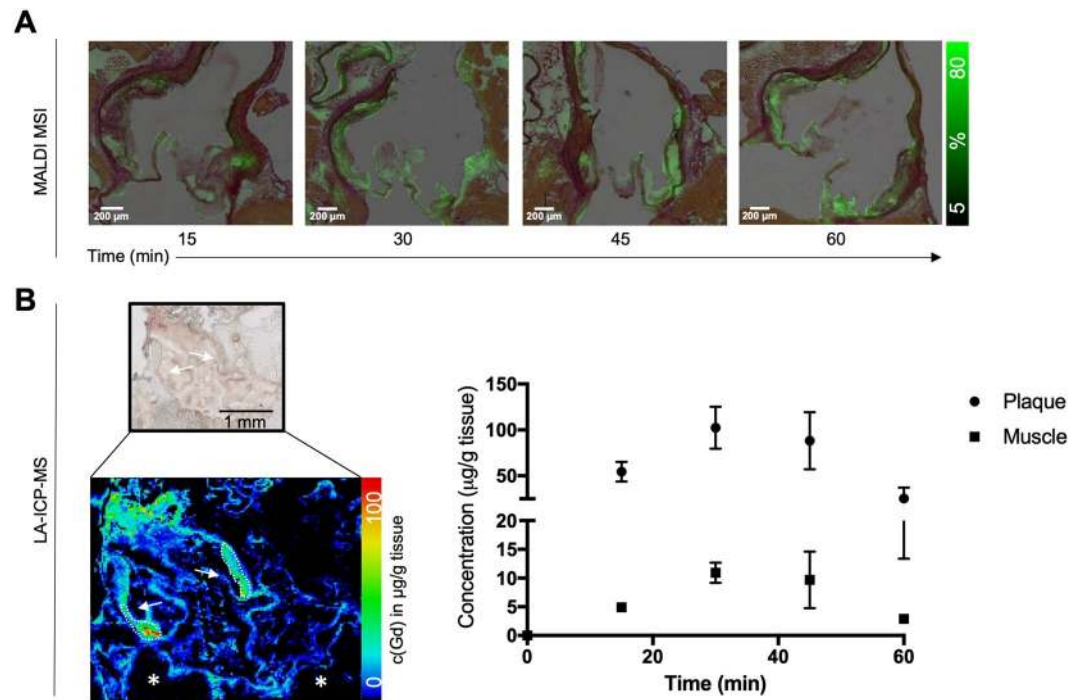 A
MALDI MSI
200 µm
200 µm
200 µm
200 µm
5 % 80
15
30
45
60
Time (min)
B
LA-ICP-MS
1 mm
0 100
c(Gd) in µg/g tissue
*
*
Concentration (µg/g tissue)
150
100
50
20
15
10
5
0
0
20
40
60
Time (min)
Plaque
Muscle